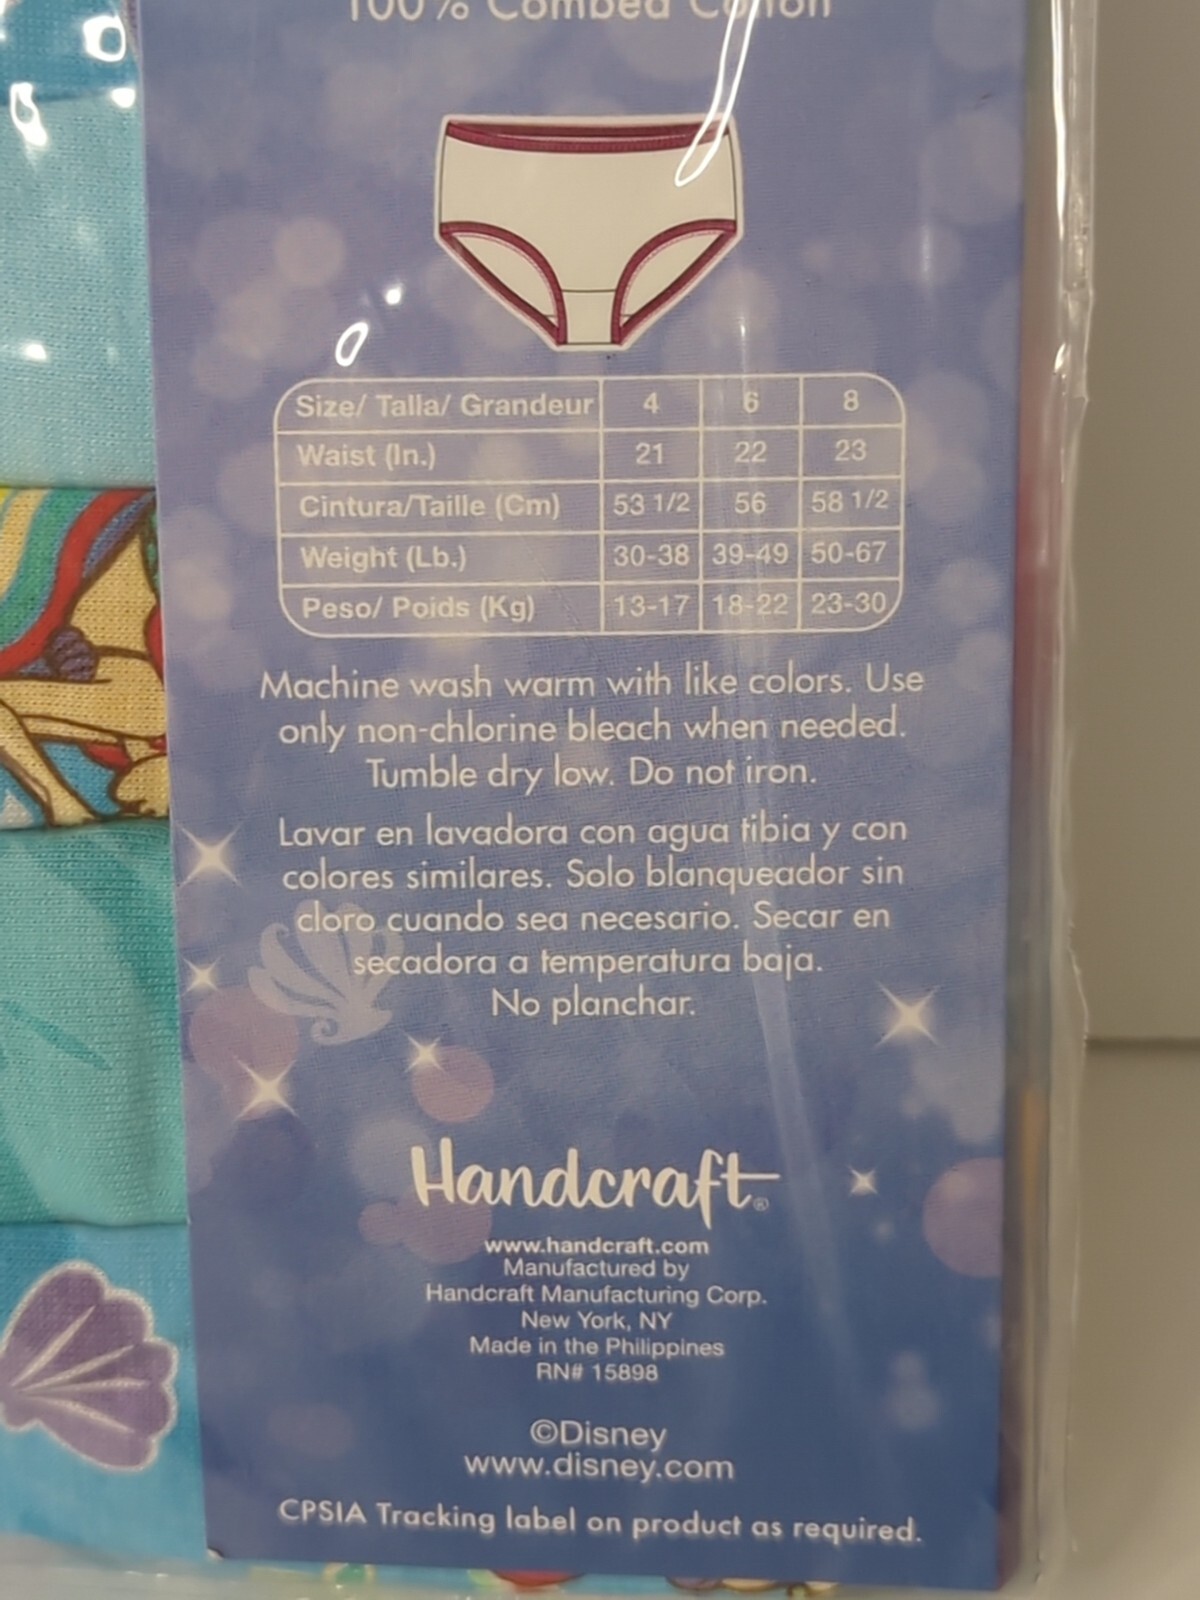 100% Combed Cotton
Size/ Talla/ Grandeur 4 6 8
Waist (In.) 21 22 23
Cintura/Taille (Cm) 53 1/2 56 58 1/2
Weight (Lb.) 30-38 39-49 50-67
Peso/ Poids (Kg) 13-17 18-22 23-30
Machine wash warm with like colors. Use
only non-chlorine bleach when needed.
Tumble dry low. Do not iron.
Lavar en lavadora con agua tibia y con
colores similares. Solo blanqueador sin
cloro cuando sea necesario. Secar en
secadora a temperatura baja.
No planchar.
Handcraft®
www.handcraft.com
Manufactured by
Handcraft Manufacturing Corp.
New York, NY
Made in the Philippines
RN# 15898
©Disney
www.disney.com
CPSIA Tracking label on product as required.